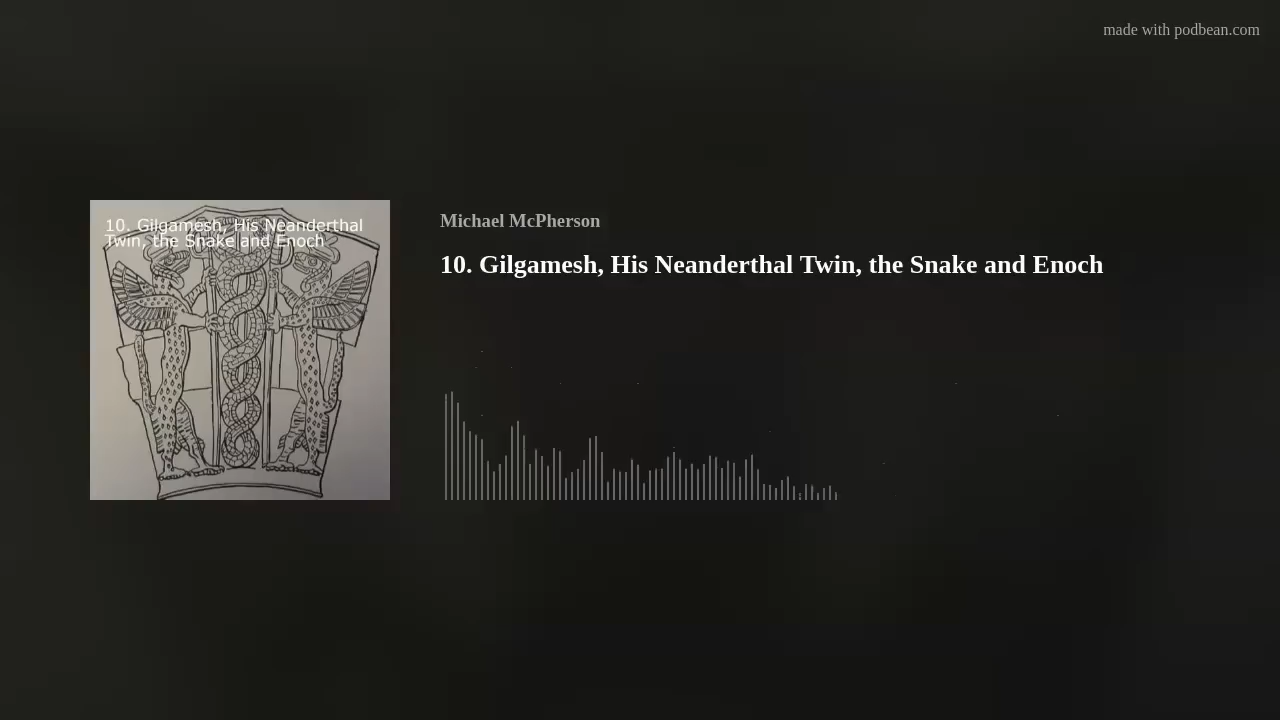 made with podbean.com
10. Gilgamesh, His Neanderthal
Twin, the Snake and Enoch
Michael McPherson
10. Gilgamesh, His Neanderthal Twin, the Snake and Enoch